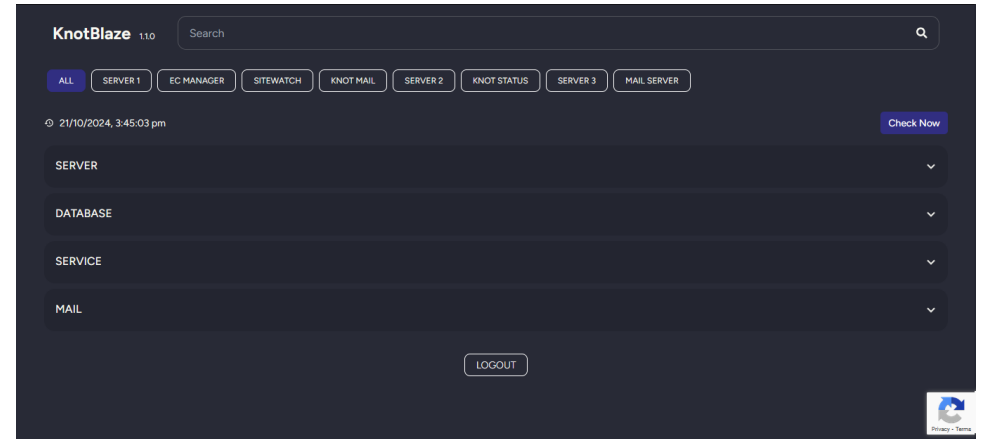 KnotBlaze 1.1.0 Search
ALL SERVER 1 EC MANAGER SITEWATCH KNOT MAIL SERVER 2 KNOT STATUS SERVER 3 MAIL SERVER
21/10/2024, 3:45:03 pm Check Now
SERVER
DATABASE
SERVICE
MAIL
LOGOUT
Privacy - Terms